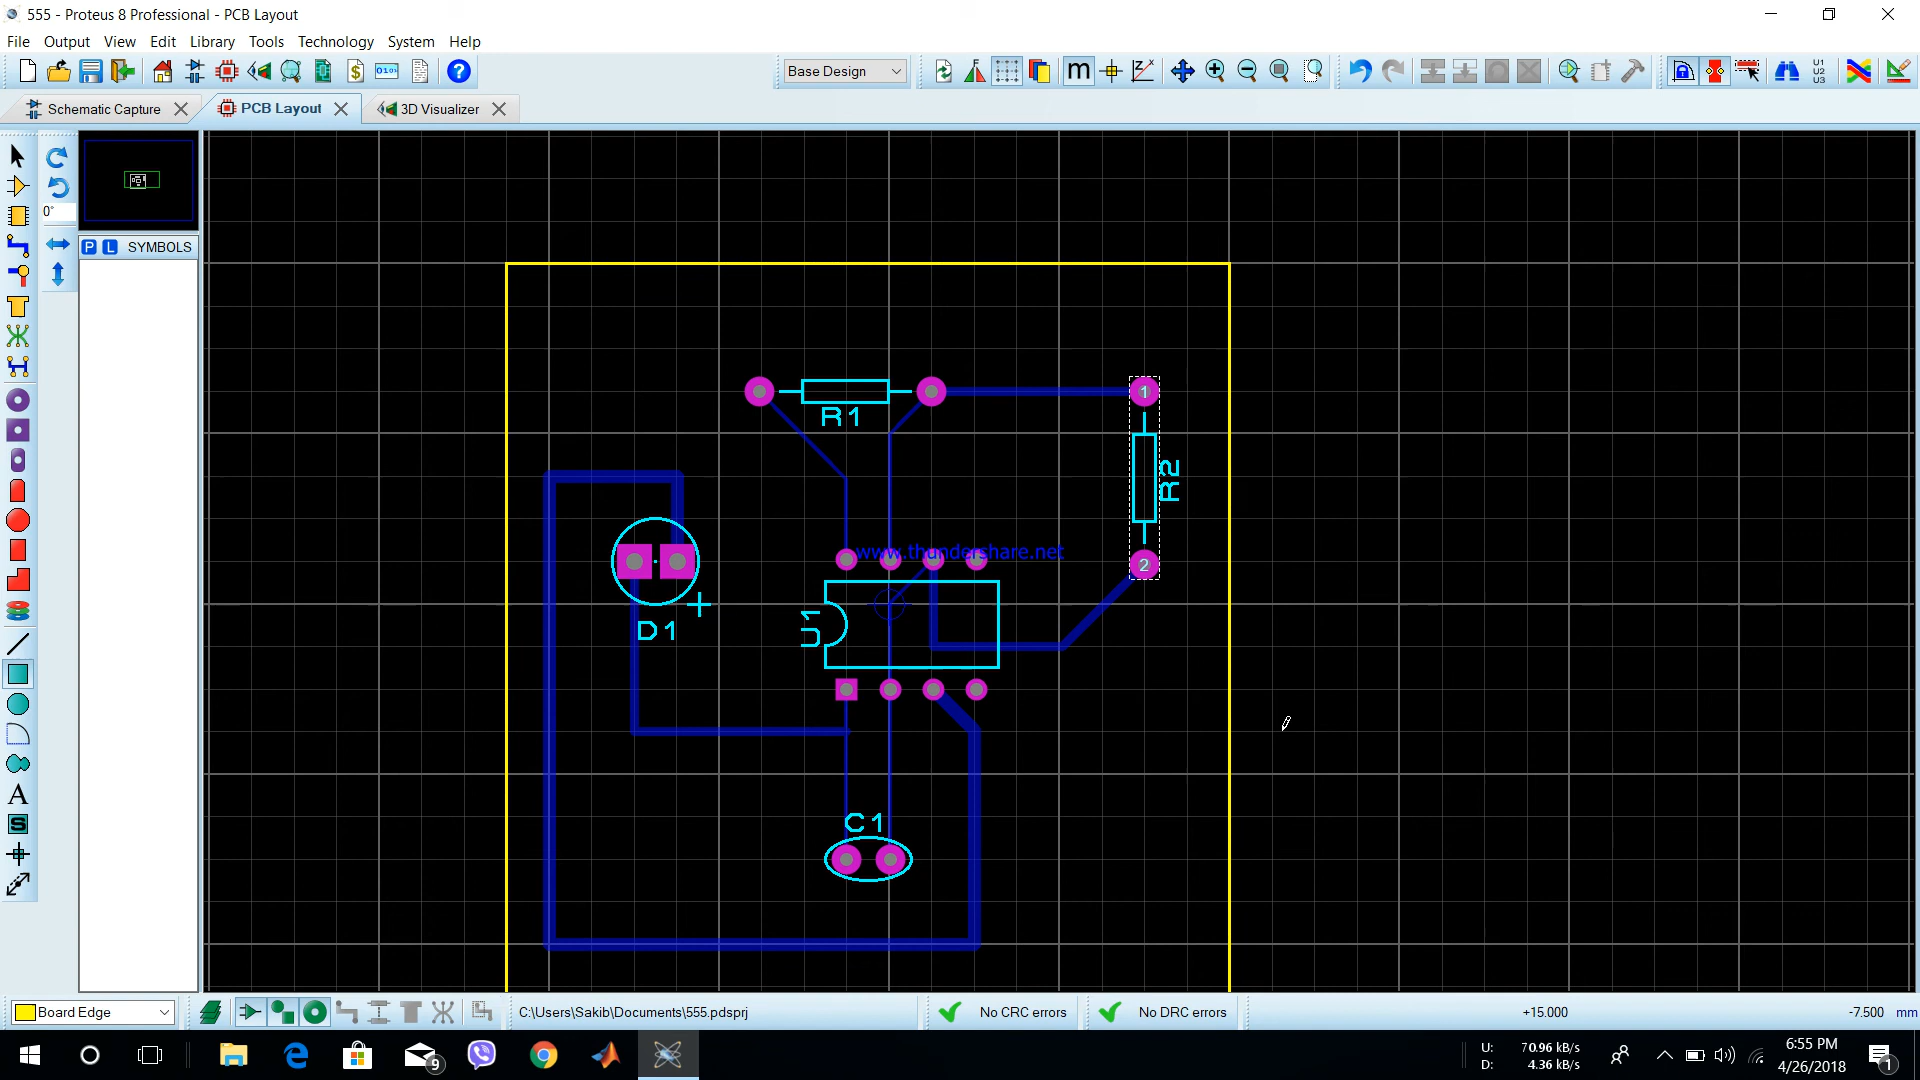 555 - Proteus 8 Professional - PCB Layout
File Output View Edit Library Tools Technology System Help
Base Design
Schematic Capture
PCB Layout
3D Visualizer
0°
P L SYMBOLS
R1
1
R2
www.thundershare.net
2
D1
U1
C1
Board Edge
C:\Users\Sakib\Documents\555.pdsprj
No CRC errors
No DRC errors
+15.000
-7.500 mm
9
U: 70.96 kB/s
D: 4.36 kB/s
6:55 PM
4/26/2018
1